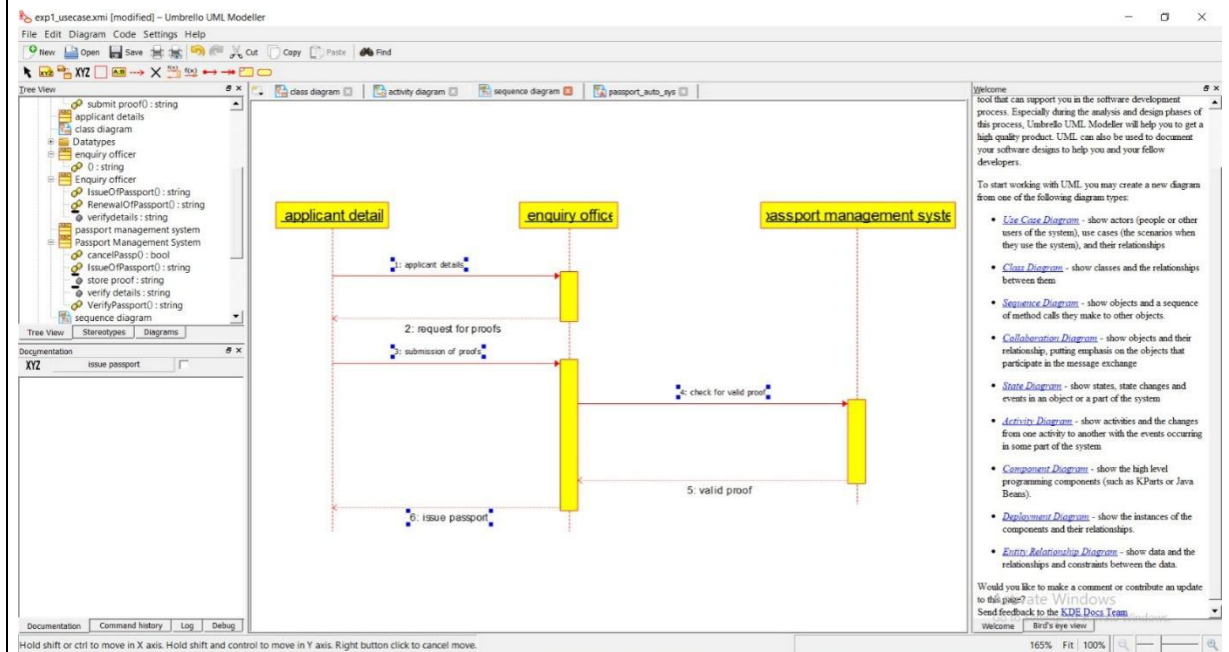 exp1_usecase.xmi [modified] – Umbrello UML Modeller
File Edit Diagram Code Settings Help
New Open Save Cut Copy Paste Find
XYZ XYZ A.B f(x) f(x)
Tree View
submit proof() : string
applicant details
class diagram
Datatypes
enquiry officer
() : string
Enquiry officer
IssueOfPassport() : string
RenewalOfPassport() : string
verifydetails : string
passport management system
Passport Management System
cancelPassp() : bool
IssueOfPassport() : string
store proof : string
verify details : string
VerifyPassport() : string
sequence diagram
Tree View Stereotypes Diagrams
Documentation
XYZ issue passport
Documentation Command history Log Debug
class diagram activity diagram sequence diagram passport_auto_sys
applicant detail enquiry office passport management syste
1: applicant details
2: request for proofs
3: submission of proofs
4: check for valid proof
5: valid proof
6: issue passport
Welcome
tool that can support you in the software development
process. Especially during the analysis and design phases of
this process, Umbrello UML Modeller will help you to get a
high quality product. UML can also be used to document
your software designs to help you and your fellow
developers.
To start working with UML you may create a new diagram
from one of the following diagram types:
Use Case Diagram - show actors (people or other
users of the system), use cases (the scenarios when
they use the system), and their relationships
Class Diagram - show classes and the relationships
between them
Sequence Diagram - show objects and a sequence
of method calls they make to other objects.
Collaboration Diagram - show objects and their
relationship, putting emphasis on the objects that
participate in the message exchange
State Diagram - show states, state changes and
events in an object or a part of the system
Activity Diagram - show activities and the changes
from one activity to another with the events occurring
in some part of the system
Component Diagram - show the high level
programming components (such as KParts or Java
Beans).
Deployment Diagram - show the instances of the
components and their relationships.
Entity Relationship Diagram - show data and the
relationships and constraints between the data.
Would you like to make a comment or contribute an update
to this page?
Activate Windows
Send feedback to the KDE Docs Team
Welcome Bird's eye view
Hold shift or ctrl to move in X axis. Hold shift and control to move in Y axis. Right button click to cancel move.
165% Fit 100%